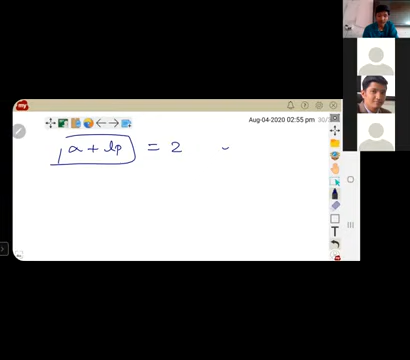 Aug-04-2020 02:55 pm
α + lp = 2
T